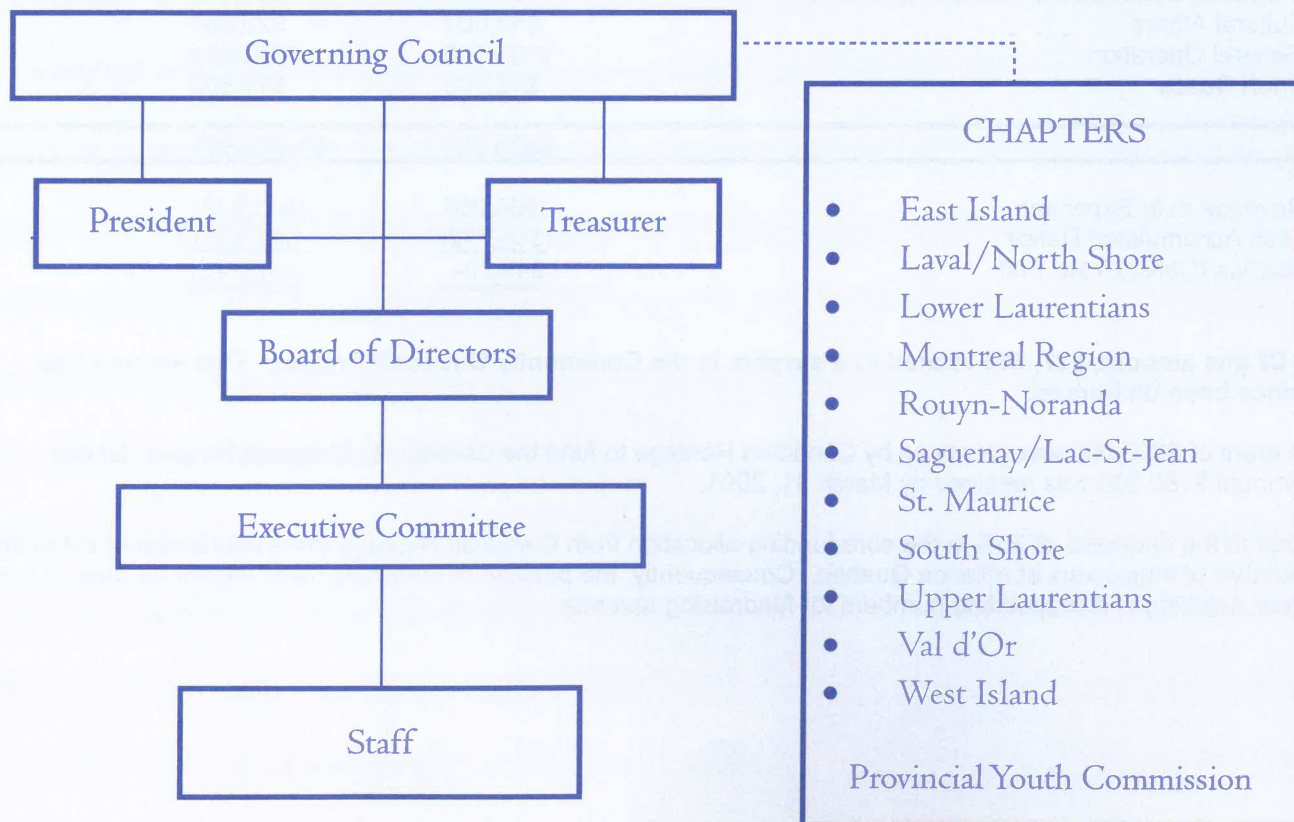 Governing Council
President
Treasurer
Board of Directors
Executive Committee
Staff
CHAPTERS
• East Island
• Laval/North Shore
• Lower Laurentians
• Montreal Region
• Rouyn-Noranda
• Saguenay/Lac-St-Jean
• St. Maurice
• South Shore
• Upper Laurentians
• Val d'Or
• West Island
Provincial Youth Commission